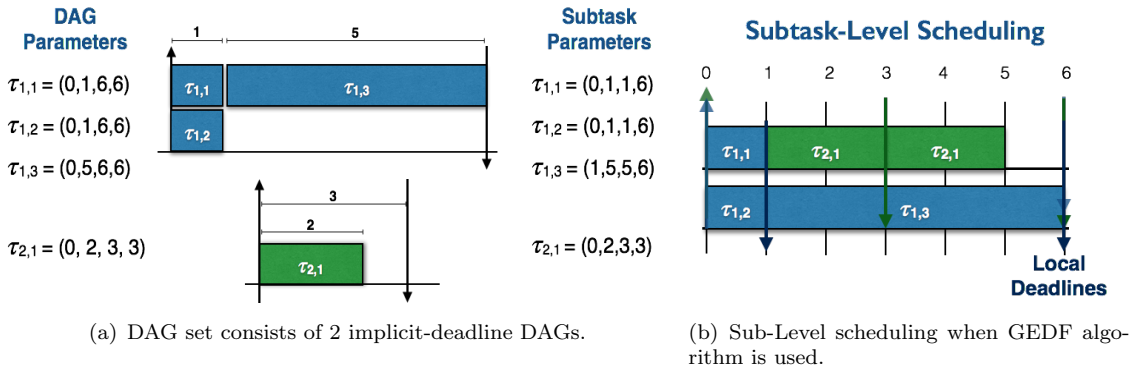 DAG
Parameters
τ1,1 = (0,1,6,6)
τ1,2 = (0,1,6,6)
τ1,3 = (0,5,6,6)
τ2,1 = (0, 2, 3, 3)
1
5
τ1,1
τ1,3
τ1,2
3
2
τ2,1
Subtask
Parameters
τ1,1 = (0,1,1,6)
τ1,2 = (0,1,1,6)
τ1,3 = (1,5,5,6)
τ2,1 = (0,2,3,3)
(a) DAG set consists of 2 implicit-deadline DAGs.
Subtask-Level Scheduling
0 1 2 3 4 5 6
τ1,1 τ2,1 τ2,1
τ1,2 τ1,3
Local
Deadlines
(b) Sub-Level scheduling when GEDF algo-
rithm is used.